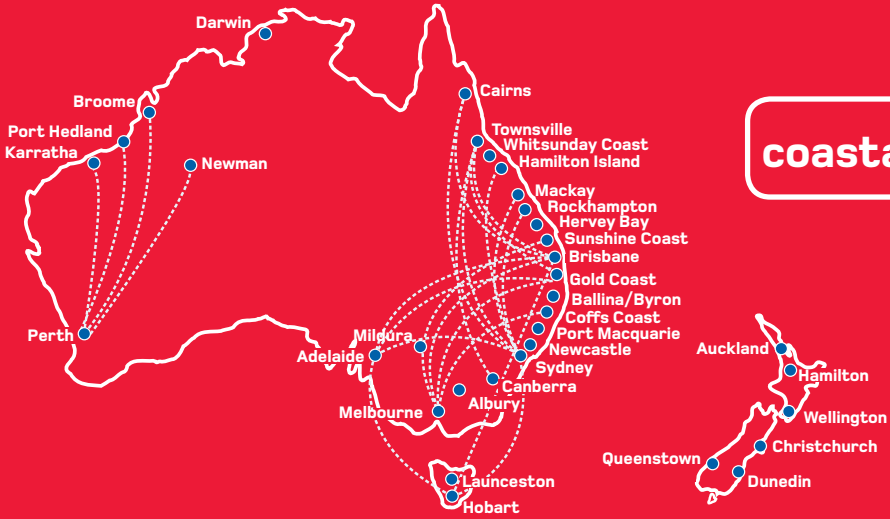 Darwin
Broome
Port Hedland
Karratha
Newman
Perth
Cairns
Townsville
Whitsunday Coast
Hamilton Island
Mackay
Rockhampton
Hervey Bay
Sunshine Coast
Brisbane
Gold Coast
Ballina/Byron
Coffs Coast
Port Macquarie
Newcastle
Sydney
Mildura
Adelaide
Canberra
Albury
Melbourne
Launceston
Hobart
coasta
Auckland
Hamilton
Wellington
Christchurch
Queenstown
Dunedin